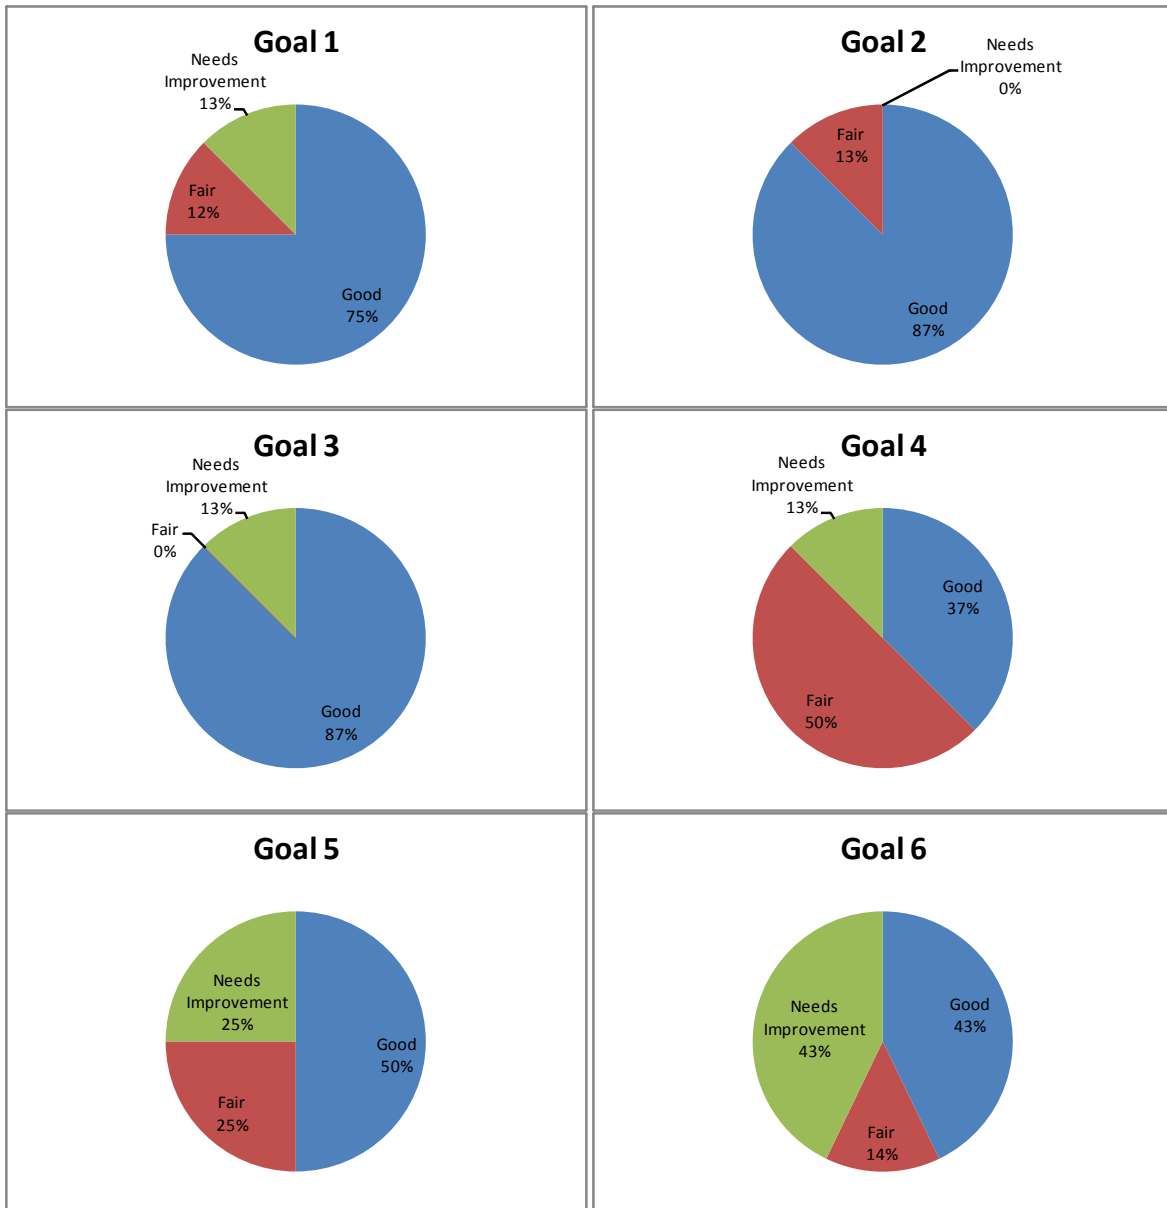 Goal 1
Needs
Improvement
13%
Fair
12%
Good
75%
Goal 2
Needs
Improvement
0%
Fair
13%
Good
87%
Goal 3
Needs
Improvement
13%
Fair
0%
Good
87%
Goal 4
Needs
Improvement
13%
Good
37%
Fair
50%
Goal 5
Needs
Improvement
25%
Good
50%
Fair
25%
Goal 6
Needs
Improvement
43%
Good
43%
Fair
14%